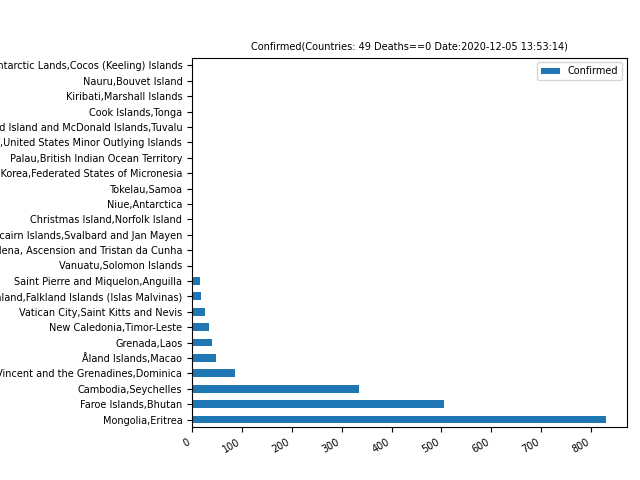 Confirmed(Countries: 49 Deaths==0 Date:2020-12-05 13:53:14)
Confirmed
Antarctic Lands,Cocos (Keeling) Islands
Nauru,Bouvet Island
Kiribati,Marshall Islands
Cook Islands,Tonga
d Island and McDonald Islands,Tuvalu
,United States Minor Outlying Islands
Palau,British Indian Ocean Territory
Korea,Federated States of Micronesia
Tokelau,Samoa
Niue,Antarctica
Christmas Island,Norfolk Island
cairn Islands,Svalbard and Jan Mayen
lena, Ascension and Tristan da Cunha
Vanuatu,Solomon Islands
Saint Pierre and Miquelon,Anguilla
nland,Falkland Islands (Islas Malvinas)
Vatican City,Saint Kitts and Nevis
New Caledonia,Timor-Leste
Grenada,Laos
Åland Islands,Macao
Vincent and the Grenadines,Dominica
Cambodia,Seychelles
Faroe Islands,Bhutan
Mongolia,Eritrea
0 100 200 300 400 500 600 700 800